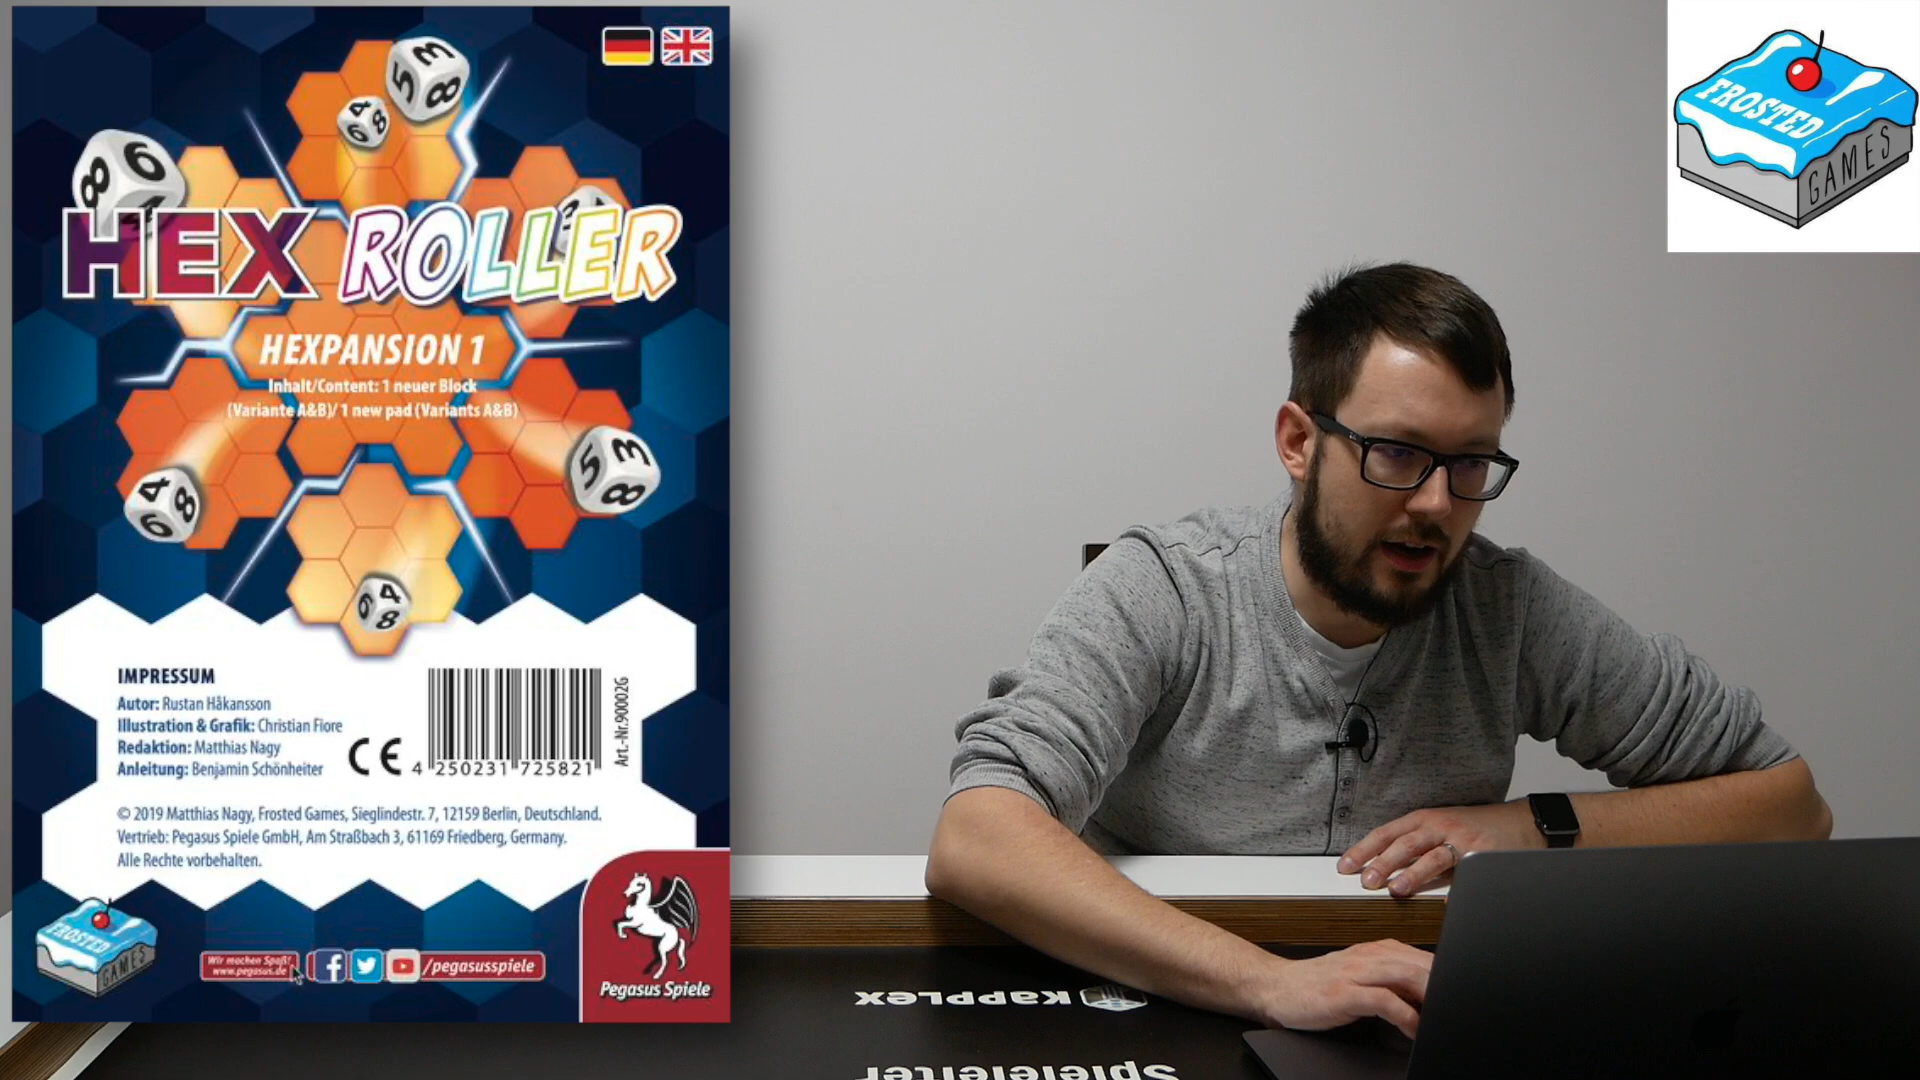 HEX ROLLER
HEXPANSION 1
Inhalt/Content: 1 neuer Block
(Variante A&B)/ 1 new pad (Variants A&B)
IMPRESSUM
Autor: Rustan Håkansson
Illustration & Grafik: Christian Fiore
Redaktion: Matthias Nagy
Anleitung: Benjamin Schönheiter
CE
4 250231 725821
Art.-Nr.90002G
© 2019 Matthias Nagy, Frosted Games, Sieglindestr. 7, 12159 Berlin, Deutschland.
Vertrieb: Pegasus Spiele GmbH, Am Straßbach 3, 61169 Friedberg, Germany.
Alle Rechte vorbehalten.
FROSTED
GAMES
Wir machen Spaß!
www.pegasus.de
/pegasusspiele
Pegasus Spiele
FROSTED
GAMES
KAPPLEX
Spieleleiter